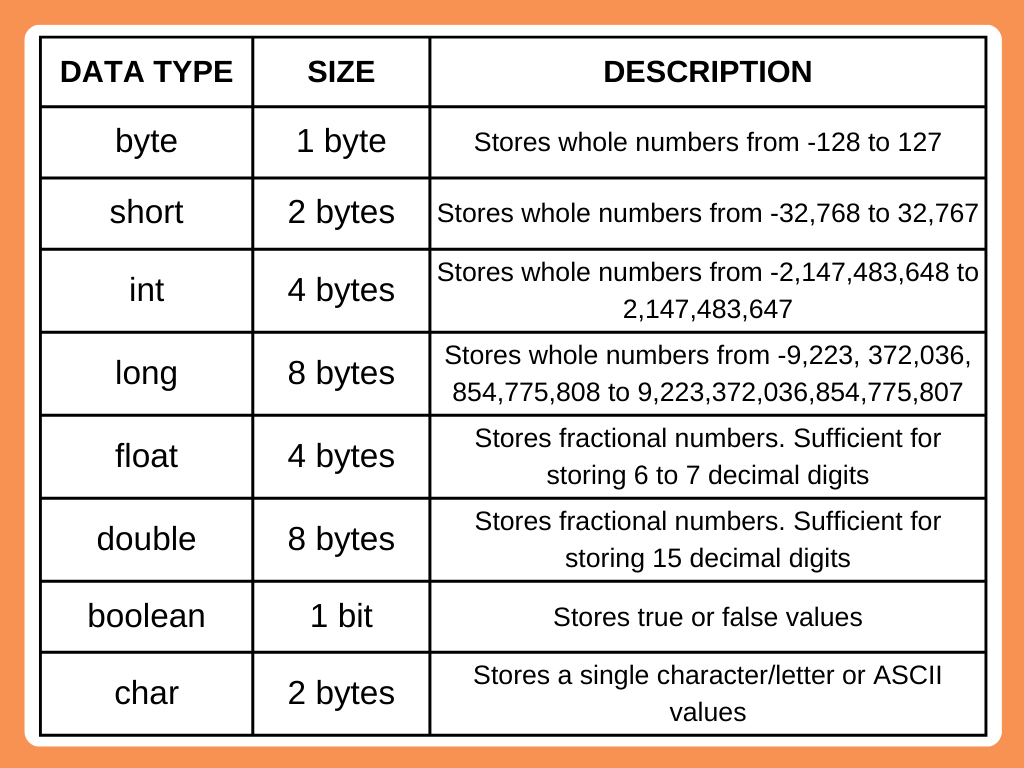 DATA TYPE SIZE DESCRIPTION
byte 1 byte Stores whole numbers from -128 to 127
short 2 bytes Stores whole numbers from -32,768 to 32,767
int 4 bytes Stores whole numbers from -2,147,483,648 to
2,147,483,647
long 8 bytes Stores whole numbers from -9,223, 372,036,
854,775,808 to 9,223,372,036,854,775,807
float 4 bytes Stores fractional numbers. Sufficient for
storing 6 to 7 decimal digits
double 8 bytes Stores fractional numbers. Sufficient for
storing 15 decimal digits
boolean 1 bit Stores true or false values
char 2 bytes Stores a single character/letter or ASCII
values